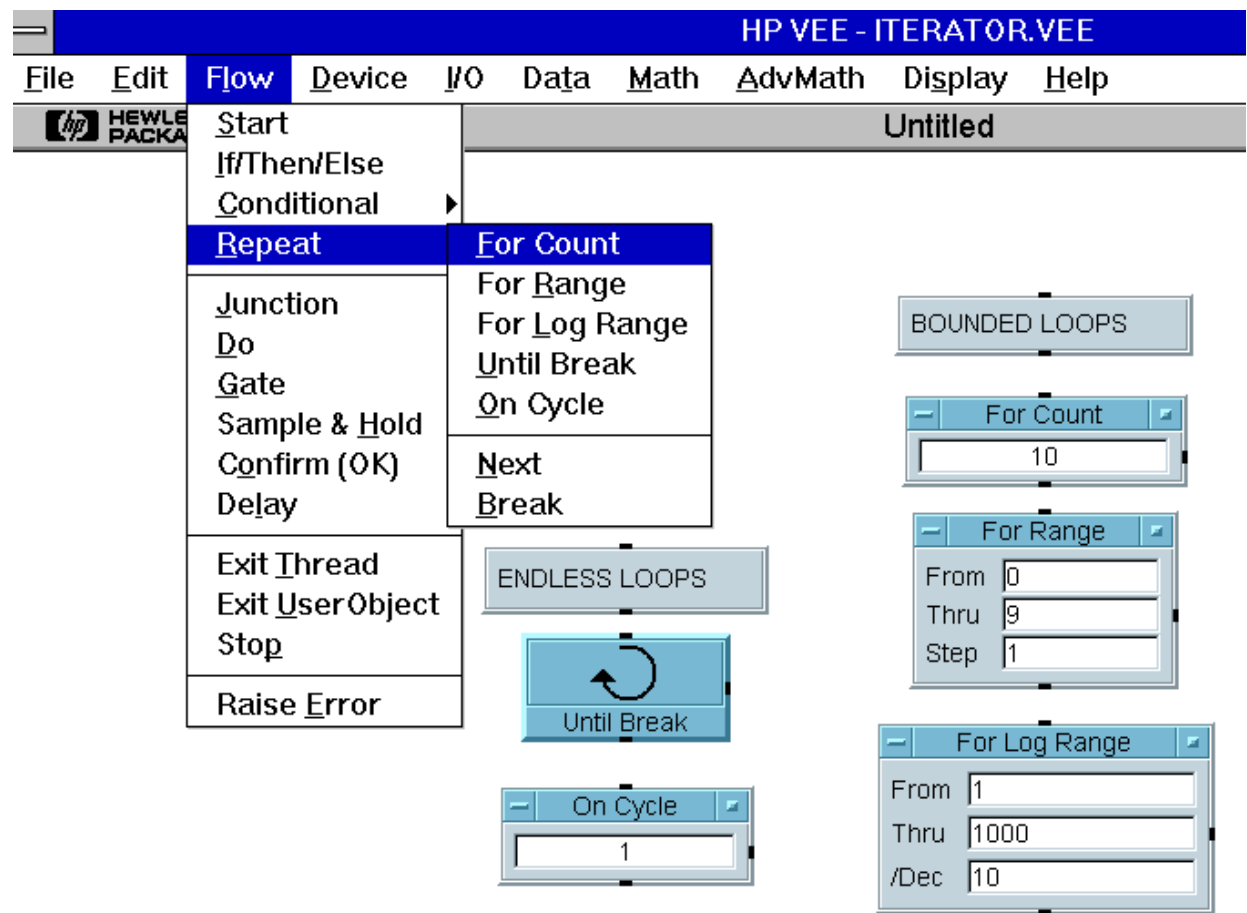 HP VEE - ITERATOR.VEE
File Edit Flow Device I/O Data Math AdvMath Display Help
hp HEWLE
PACKA
Untitled
Start
If/Then/Else
Conditional
Repeat
Junction
Do
Gate
Sample & Hold
Confirm (OK)
Delay
Exit Thread
Exit UserObject
Stop
Raise Error
For Count
For Range
For Log Range
Until Break
On Cycle
Next
Break
ENDLESS LOOPS
Until Break
On Cycle
1
BOUNDED LOOPS
For Count
10
For Range
From 0
Thru 9
Step 1
For Log Range
From 1
Thru 1000
/Dec 10